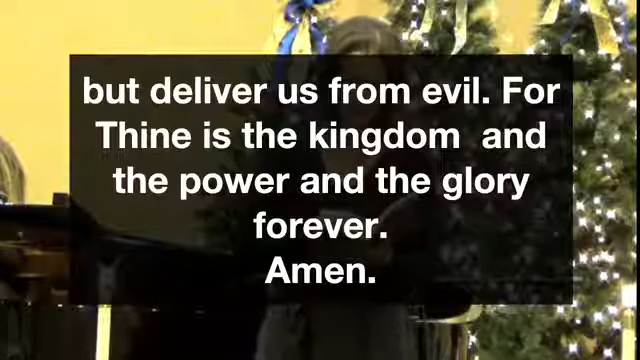 but deliver us from evil. For
Thine is the kingdom  and
the power and the glory
forever.
Amen.